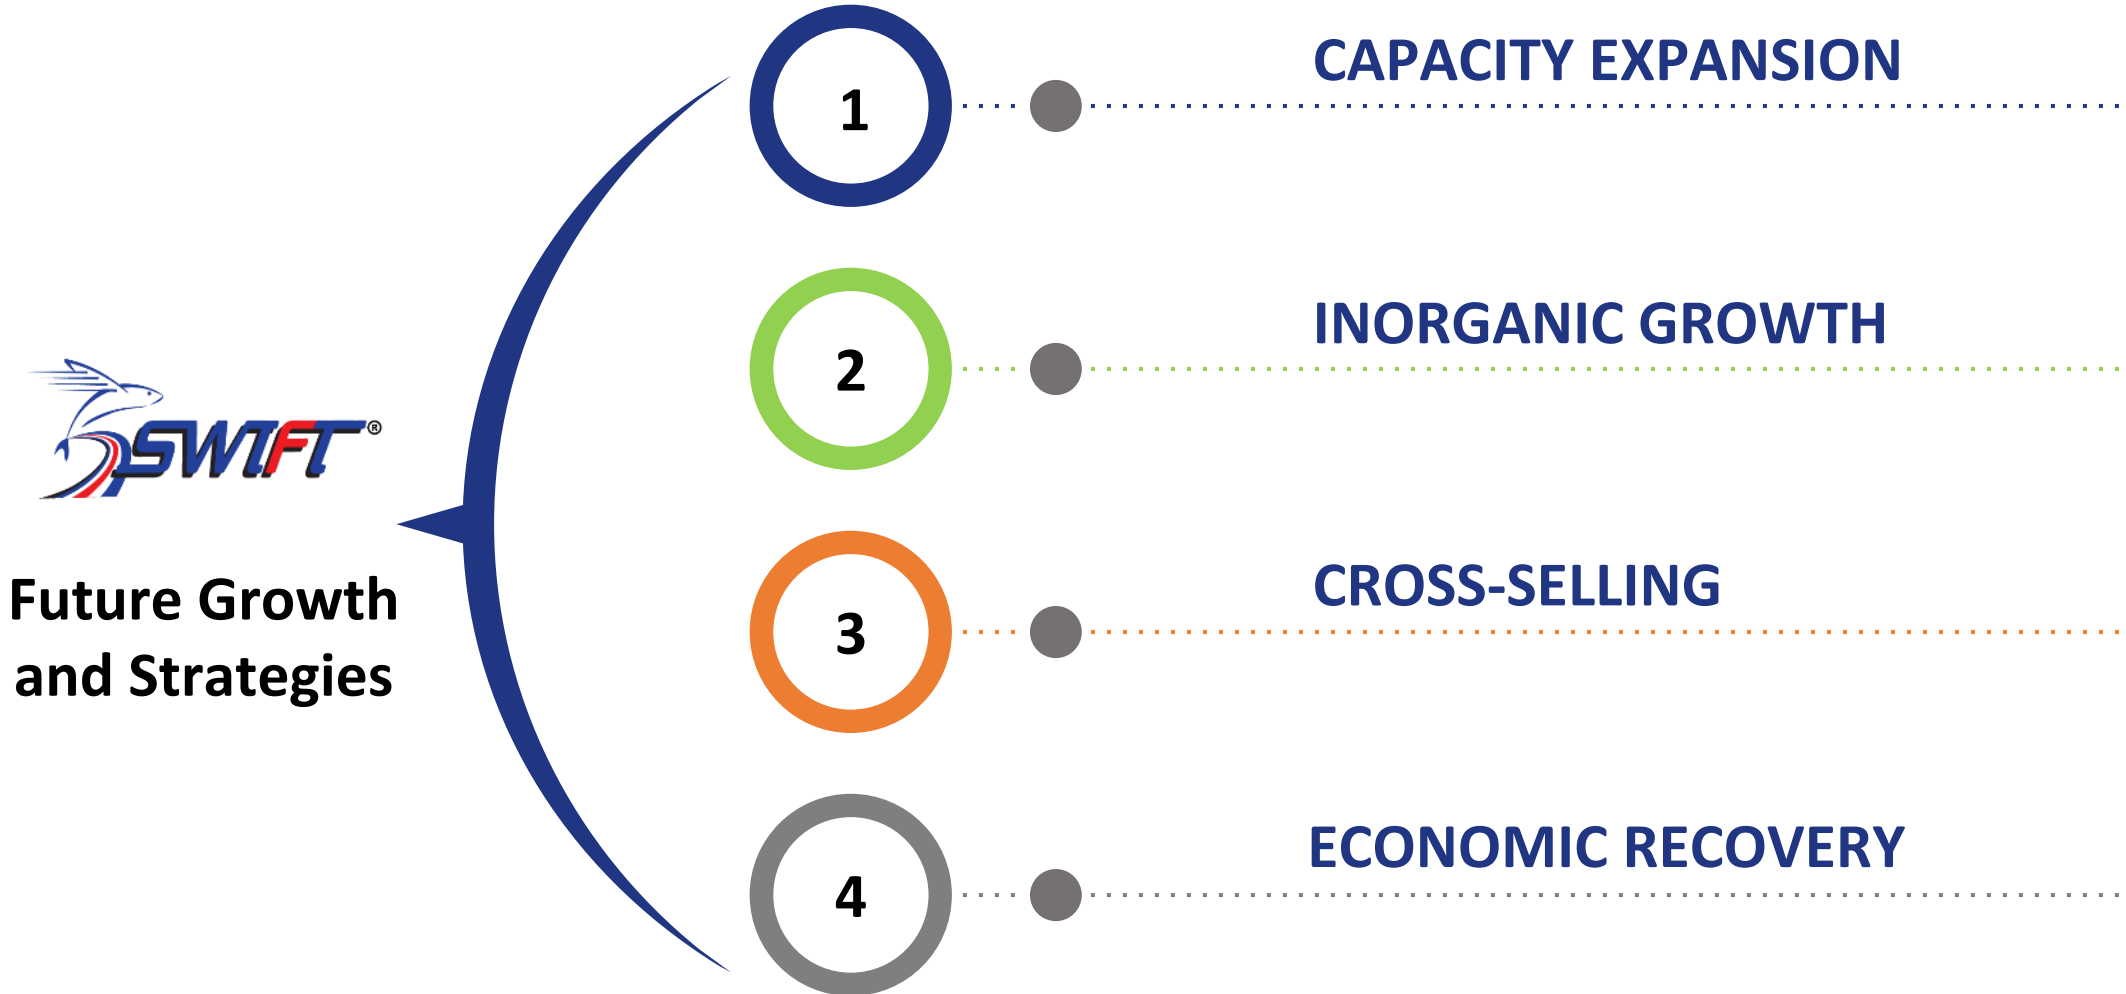 SWIFT®
Future Growth
and Strategies
1
CAPACITY EXPANSION
2
INORGANIC GROWTH
3
CROSS-SELLING
4
ECONOMIC RECOVERY